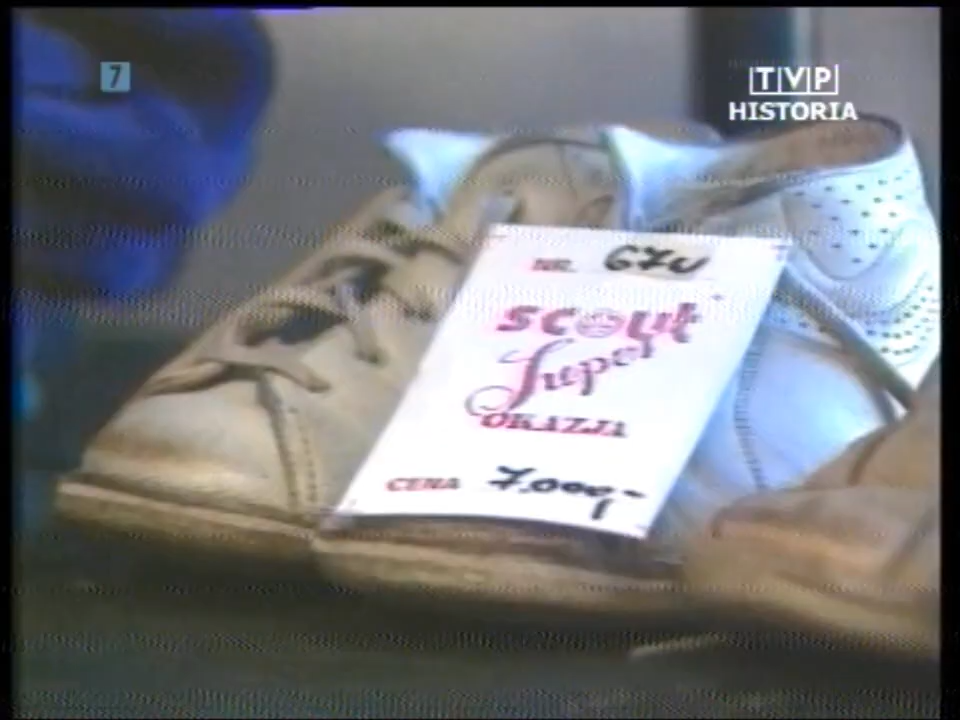 7
TVP
HISTORIA
NR. 670
scout
Super
OKAZJA
CENA 7.000,-